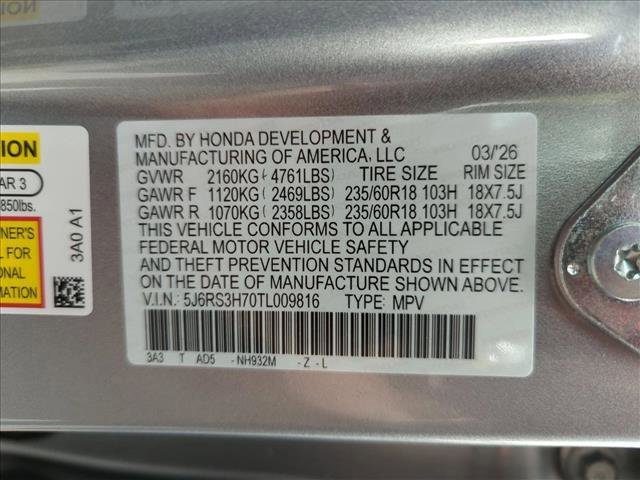 MFD. BY HONDA DEVELOPMENT &
MANUFACTURING OF AMERICA, LLC 03/'26
GVWR 2160KG( 4761LBS) TIRE SIZE RIM SIZE
GAWR F 1120KG( 2469LBS) 235/60R18 103H 18X7.5J
GAWR R 1070KG( 2358LBS) 235/60R18 103H 18X7.5J
THIS VEHICLE CONFORMS TO ALL APPLICABLE
FEDERAL MOTOR VEHICLE SAFETY
AND THEFT PREVENTION STANDARDS IN EFFECT
ON THE DATE OF MANUFACTURE SHOWN ABOVE.
V.I.N.: 5J6RS3H70TL009816 TYPE: MPV
3A3 T AD5 -NH932M -Z-L
TION
AR 3
850lbs.
NER'S
L FOR
ONAL
RMATION
3A0 A1